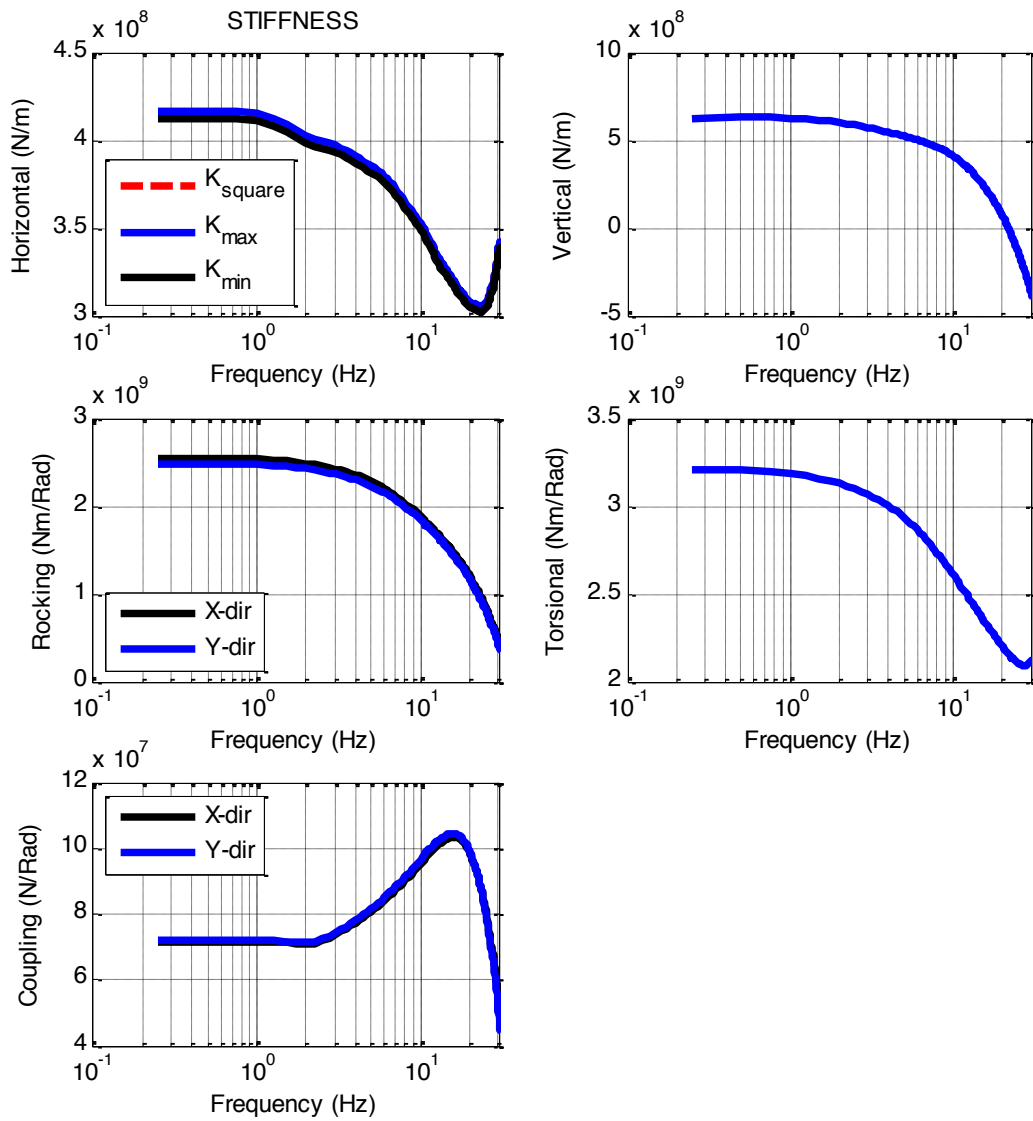 STIFFNESS
x 10^8
4.5
4
3.5
3
Horizontal (N/m)
K_square
K_max
K_min
10^-1
10^0
10^1
Frequency (Hz)
x 10^8
10
5
0
-5
Vertical (N/m)
10^-1
10^0
10^1
Frequency (Hz)
x 10^9
3
2
1
0
Rocking (Nm/Rad)
X-dir
Y-dir
10^-1
10^0
10^1
Frequency (Hz)
x 10^9
3.5
3
2.5
2
Torsional (Nm/Rad)
10^-1
10^0
10^1
Frequency (Hz)
x 10^7
12
10
8
6
4
Coupling (N/Rad)
X-dir
Y-dir
10^-1
10^0
10^1
Frequency (Hz)